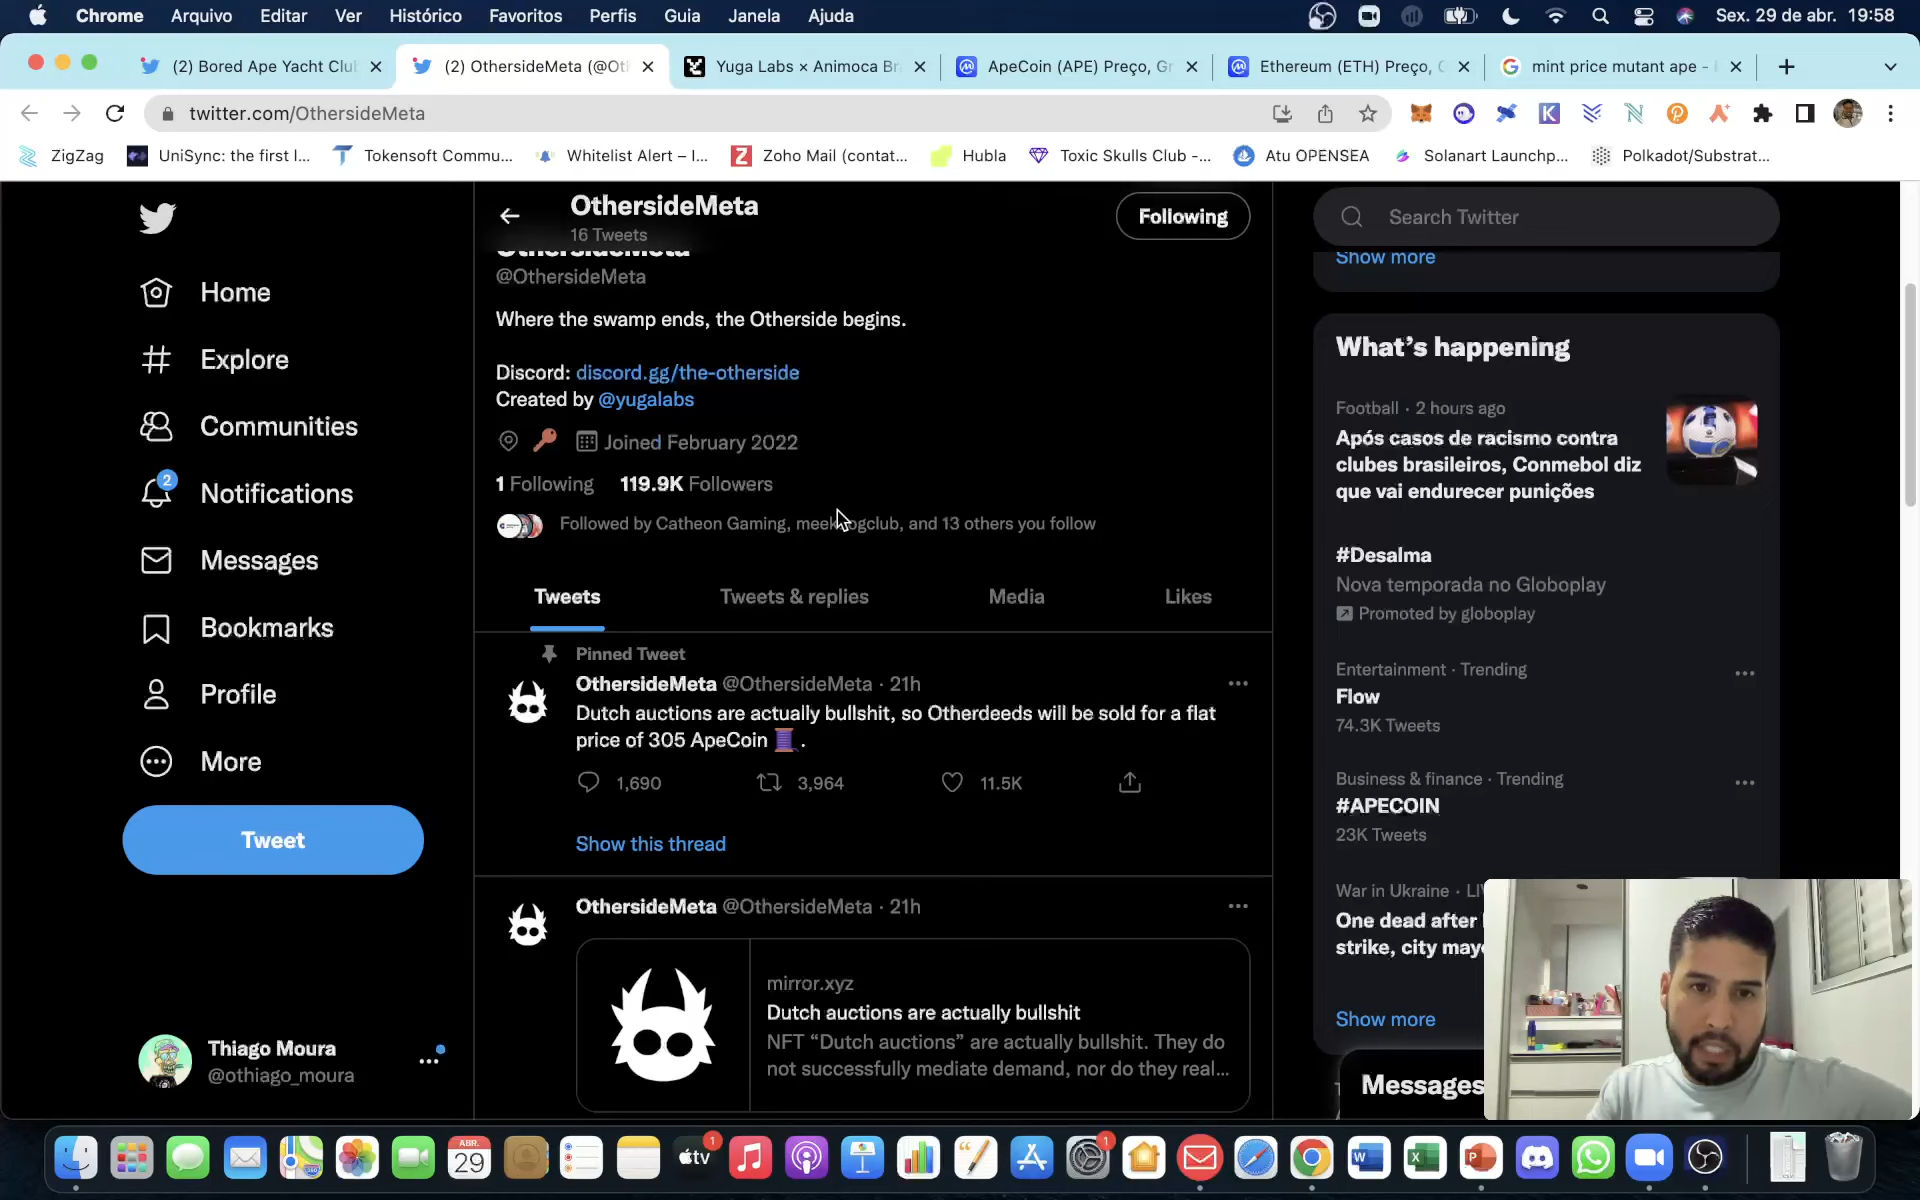 Chrome Arquivo Editar Ver Histórico Favoritos Perfis Guia Janela Ajuda Sex. 29 de abr. 19:58
(2) Bored Ape Yacht Clu (2) OthersideMeta (@Ot Yuga Labs × Animoca Br ApeCoin (APE) Preço, Gr Ethereum (ETH) Preço, mint price mutant ape -
twitter.com/OthersideMeta
ZigZag UniSync: the first I... Tokensoft Commu... Whitelist Alert – I... Zoho Mail (contat... Hubla Toxic Skulls Club -... Atu OPENSEA Solanart Launchp... Polkadot/Substrat...
OthersideMeta
16 Tweets
Following
OthersideMeta
@OthersideMeta
Where the swamp ends, the Otherside begins.
Discord: discord.gg/the-otherside
Created by @yugalabs
Joined February 2022
1 Following 119.9K Followers
Followed by Catheon Gaming, and 13 others you follow
Tweets Tweets & replies Media Likes
Pinned Tweet
OthersideMeta @OthersideMeta · 21h
Dutch auctions are actually bullshit, so Otherdeeds will be sold for a flat
price of 305 ApeCoin .
1,690 3,964 11.5K
Show this thread
OthersideMeta @OthersideMeta · 21h
mirror.xyz
Dutch auctions are actually bullshit
NFT “Dutch auctions” are actually bullshit. They do
not successfully mediate demand, nor do they real...
Home
Explore
Communities
2
Notifications
Messages
Bookmarks
Profile
More
Tweet
Thiago Moura
@othiago_moura
Search Twitter
Show more
What’s happening
Football · 2 hours ago
Após casos de racismo contra
clubes brasileiros, Conmebol diz
que vai endurecer punições
#Desalma
Nova temporada no Globoplay
Promoted by globoplay
Entertainment · Trending
Flow
74.3K Tweets
Business & finance · Trending
#APECOIN
23K Tweets
War in Ukraine · LI
One dead after
strike, city may
Show more
Messages
ABR.
29
tv
1
1